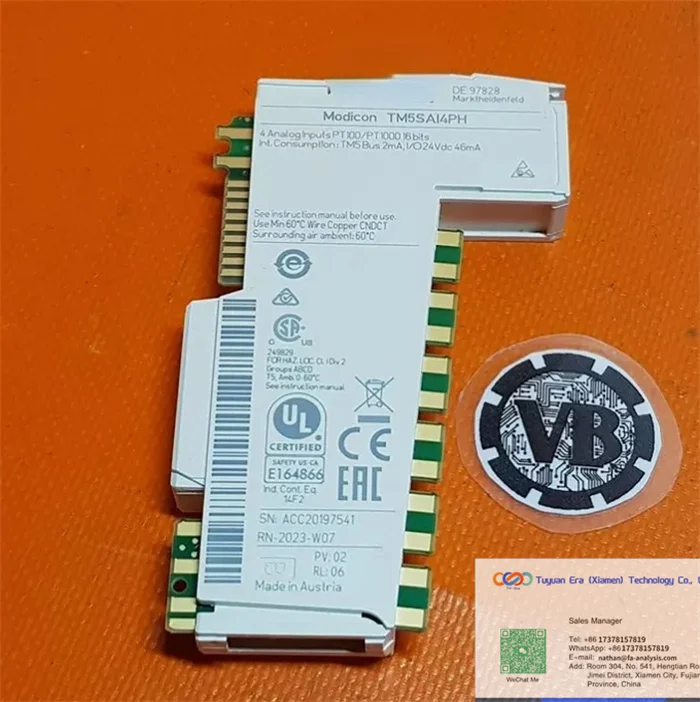 DE 97828
Marktheidenfeld
Modicon TM5SAI4PH
4 Analog Inputs PT100/PT1000 16 bits
Int. Consumption : TM5 Bus 2mA, I/O 24Vdc 46mA
See instruction manual before use.
Use Min 60°C Wire Copper CNDCT
Surrounding air ambient: 60°C
CSA
C US
249829
FOR HAZ. LOC. Cl I Div 2
Groups ABCD
T5, Amb. 0-60°C
See instruction manual
UL
CERTIFIED
SAFETY US-CA
E164866
Ind. Cont. Eq.
14F2
CE
EAC
SN: ACC20197541
RN-2023-W07
PV: 02
RL: 06
Made in Austria
VB
Tuyuan Era (Xiamen) Technology Co.,
Sales Manager
Tel: +86 17378157819
WhatsApp: +8617378157819
E-mail: nathan@fa-analysis.com
Add: Room 304, No. 541, Hengtian Ro
Jimei District, Xiamen City, Fujian
Province, China
WeChat Me